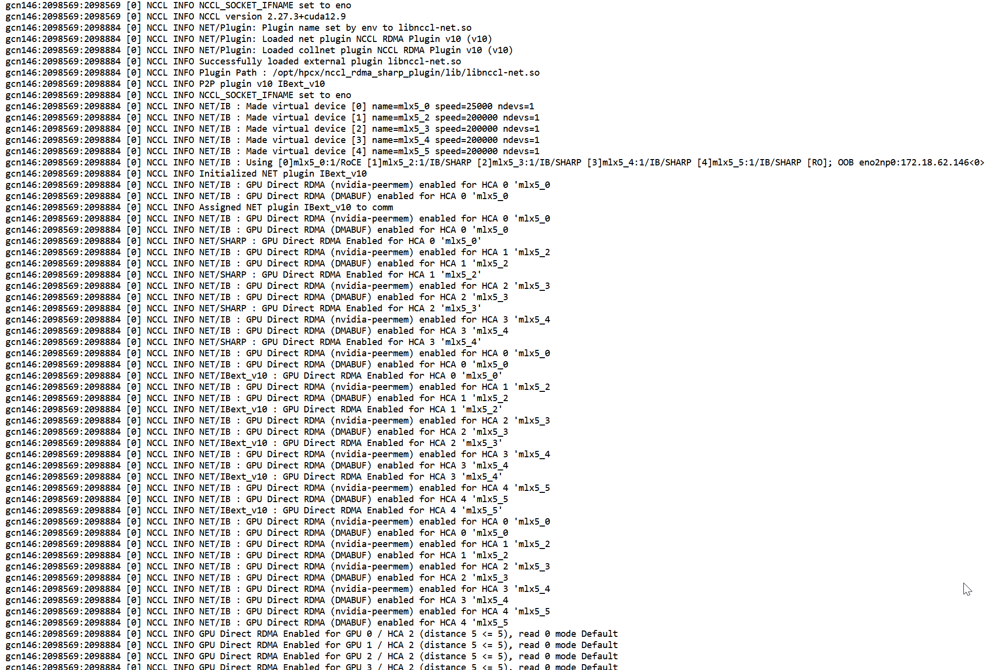 gcn146:2098569:2098569 [0] NCCL INFO NCCL_SOCKET_IFNAME set to eno
gcn146:2098569:2098569 [0] NCCL INFO NCCL version 2.27.3+cuda12.9
gcn146:2098569:2098884 [0] NCCL INFO NET/Plugin: Plugin name set by env to libnccl-net.so
gcn146:2098569:2098884 [0] NCCL INFO NET/Plugin: Loaded net plugin NCCL RDMA Plugin v10 (v10)
gcn146:2098569:2098884 [0] NCCL INFO NET/Plugin: Loaded collnet plugin NCCL RDMA Plugin v10 (v10)
gcn146:2098569:2098884 [0] NCCL INFO Successfully loaded external plugin libnccl-net.so
gcn146:2098569:2098884 [0] NCCL INFO Plugin Path : /opt/hpcx/nccl_rdma_sharp_plugin/lib/libnccl-net.so
gcn146:2098569:2098884 [0] NCCL INFO P2P plugin v10 IBext_v10
gcn146:2098569:2098884 [0] NCCL INFO NCCL_SOCKET_IFNAME set to eno
gcn146:2098569:2098884 [0] NCCL INFO NET/IB : Made virtual device [0] name=mlx5_0 speed=25000 ndevs=1
gcn146:2098569:2098884 [0] NCCL INFO NET/IB : Made virtual device [1] name=mlx5_2 speed=200000 ndevs=1
gcn146:2098569:2098884 [0] NCCL INFO NET/IB : Made virtual device [2] name=mlx5_3 speed=200000 ndevs=1
gcn146:2098569:2098884 [0] NCCL INFO NET/IB : Made virtual device [3] name=mlx5_4 speed=200000 ndevs=1
gcn146:2098569:2098884 [0] NCCL INFO NET/IB : Made virtual device [4] name=mlx5_5 speed=200000 ndevs=1
gcn146:2098569:2098884 [0] NCCL INFO NET/IB : Using [0]mlx5_0:1/RoCE [1]mlx5_2:1/IB/SHARP [2]mlx5_3:1/IB/SHARP [3]mlx5_4:1/IB/SHARP [4]mlx5_5:1/IB/SHARP [RO]; OOB eno2np0:172.18.62.146<0>
gcn146:2098569:2098884 [0] NCCL INFO Initialized NET plugin IBext_v10
gcn146:2098569:2098884 [0] NCCL INFO NET/IB : GPU Direct RDMA (nvidia-peermem) enabled for HCA 0 'mlx5_0
gcn146:2098569:2098884 [0] NCCL INFO NET/IB : GPU Direct RDMA (DMABUF) enabled for HCA 0 'mlx5_0
gcn146:2098569:2098884 [0] NCCL INFO Assigned NET plugin IBext_v10 to comm
gcn146:2098569:2098884 [0] NCCL INFO NET/IB : GPU Direct RDMA (nvidia-peermem) enabled for HCA 0 'mlx5_0
gcn146:2098569:2098884 [0] NCCL INFO NET/IB : GPU Direct RDMA (DMABUF) enabled for HCA 0 'mlx5_0
gcn146:2098569:2098884 [0] NCCL INFO NET/SHARP : GPU Direct RDMA Enabled for HCA 0 'mlx5_0'
gcn146:2098569:2098884 [0] NCCL INFO NET/IB : GPU Direct RDMA (nvidia-peermem) enabled for HCA 1 'mlx5_2
gcn146:2098569:2098884 [0] NCCL INFO NET/IB : GPU Direct RDMA (DMABUF) enabled for HCA 1 'mlx5_2
gcn146:2098569:2098884 [0] NCCL INFO NET/SHARP : GPU Direct RDMA Enabled for HCA 1 'mlx5_2'
gcn146:2098569:2098884 [0] NCCL INFO NET/IB : GPU Direct RDMA (nvidia-peermem) enabled for HCA 2 'mlx5_3
gcn146:2098569:2098884 [0] NCCL INFO NET/IB : GPU Direct RDMA (DMABUF) enabled for HCA 2 'mlx5_3
gcn146:2098569:2098884 [0] NCCL INFO NET/SHARP : GPU Direct RDMA Enabled for HCA 2 'mlx5_3'
gcn146:2098569:2098884 [0] NCCL INFO NET/IB : GPU Direct RDMA (nvidia-peermem) enabled for HCA 3 'mlx5_4
gcn146:2098569:2098884 [0] NCCL INFO NET/IB : GPU Direct RDMA (DMABUF) enabled for HCA 3 'mlx5_4
gcn146:2098569:2098884 [0] NCCL INFO NET/SHARP : GPU Direct RDMA Enabled for HCA 3 'mlx5_4'
gcn146:2098569:2098884 [0] NCCL INFO NET/IB : GPU Direct RDMA (nvidia-peermem) enabled for HCA 0 'mlx5_0
gcn146:2098569:2098884 [0] NCCL INFO NET/IB : GPU Direct RDMA (DMABUF) enabled for HCA 0 'mlx5_0
gcn146:2098569:2098884 [0] NCCL INFO NET/IBext_v10 : GPU Direct RDMA Enabled for HCA 0 'mlx5_0'
gcn146:2098569:2098884 [0] NCCL INFO NET/IB : GPU Direct RDMA (nvidia-peermem) enabled for HCA 1 'mlx5_2
gcn146:2098569:2098884 [0] NCCL INFO NET/IB : GPU Direct RDMA (DMABUF) enabled for HCA 1 'mlx5_2
gcn146:2098569:2098884 [0] NCCL INFO NET/IBext_v10 : GPU Direct RDMA Enabled for HCA 1 'mlx5_2'
gcn146:2098569:2098884 [0] NCCL INFO NET/IB : GPU Direct RDMA (nvidia-peermem) enabled for HCA 2 'mlx5_3
gcn146:2098569:2098884 [0] NCCL INFO NET/IB : GPU Direct RDMA (DMABUF) enabled for HCA 2 'mlx5_3
gcn146:2098569:2098884 [0] NCCL INFO NET/IBext_v10 : GPU Direct RDMA Enabled for HCA 2 'mlx5_3'
gcn146:2098569:2098884 [0] NCCL INFO NET/IB : GPU Direct RDMA (nvidia-peermem) enabled for HCA 3 'mlx5_4
gcn146:2098569:2098884 [0] NCCL INFO NET/IB : GPU Direct RDMA (DMABUF) enabled for HCA 3 'mlx5_4
gcn146:2098569:2098884 [0] NCCL INFO NET/IBext_v10 : GPU Direct RDMA Enabled for HCA 3 'mlx5_4'
gcn146:2098569:2098884 [0] NCCL INFO NET/IB : GPU Direct RDMA (nvidia-peermem) enabled for HCA 4 'mlx5_5
gcn146:2098569:2098884 [0] NCCL INFO NET/IB : GPU Direct RDMA (DMABUF) enabled for HCA 4 'mlx5_5
gcn146:2098569:2098884 [0] NCCL INFO NET/IBext_v10 : GPU Direct RDMA Enabled for HCA 4 'mlx5_5'
gcn146:2098569:2098884 [0] NCCL INFO NET/IB : GPU Direct RDMA (nvidia-peermem) enabled for HCA 0 'mlx5_0
gcn146:2098569:2098884 [0] NCCL INFO NET/IB : GPU Direct RDMA (DMABUF) enabled for HCA 0 'mlx5_0
gcn146:2098569:2098884 [0] NCCL INFO NET/IB : GPU Direct RDMA (nvidia-peermem) enabled for HCA 1 'mlx5_2
gcn146:2098569:2098884 [0] NCCL INFO NET/IB : GPU Direct RDMA (DMABUF) enabled for HCA 1 'mlx5_2
gcn146:2098569:2098884 [0] NCCL INFO NET/IB : GPU Direct RDMA (nvidia-peermem) enabled for HCA 2 'mlx5_3
gcn146:2098569:2098884 [0] NCCL INFO NET/IB : GPU Direct RDMA (DMABUF) enabled for HCA 2 'mlx5_3
gcn146:2098569:2098884 [0] NCCL INFO NET/IB : GPU Direct RDMA (nvidia-peermem) enabled for HCA 3 'mlx5_4
gcn146:2098569:2098884 [0] NCCL INFO NET/IB : GPU Direct RDMA (DMABUF) enabled for HCA 3 'mlx5_4
gcn146:2098569:2098884 [0] NCCL INFO NET/IB : GPU Direct RDMA (nvidia-peermem) enabled for HCA 4 'mlx5_5
gcn146:2098569:2098884 [0] NCCL INFO NET/IB : GPU Direct RDMA (DMABUF) enabled for HCA 4 'mlx5_5
gcn146:2098569:2098884 [0] NCCL INFO GPU Direct RDMA Enabled for GPU 0 / HCA 2 (distance 5 <= 5), read 0 mode Default
gcn146:2098569:2098884 [0] NCCL INFO GPU Direct RDMA Enabled for GPU 1 / HCA 2 (distance 5 <= 5), read 0 mode Default
gcn146:2098569:2098884 [0] NCCL INFO GPU Direct RDMA Enabled for GPU 2 / HCA 2 (distance 5 <= 5), read 0 mode Default
gcn146:2098569:2098884 [0] NCCL INFO GPU Direct RDMA Enabled for GPU 3 / HCA 2 (distance 5 <= 5), read 0 mode Default